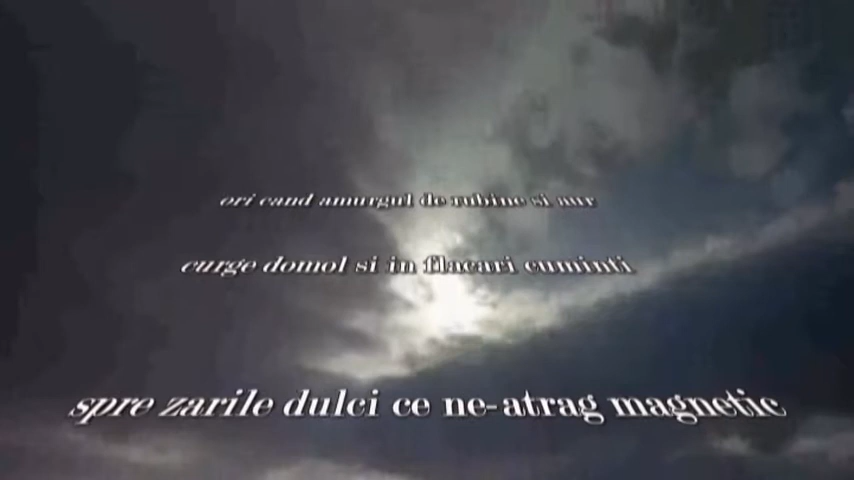 ori cand amurgul de rubine si aur
curge domol si in flacari cuminti
spre zarile dulci ce ne-atrag magnetic